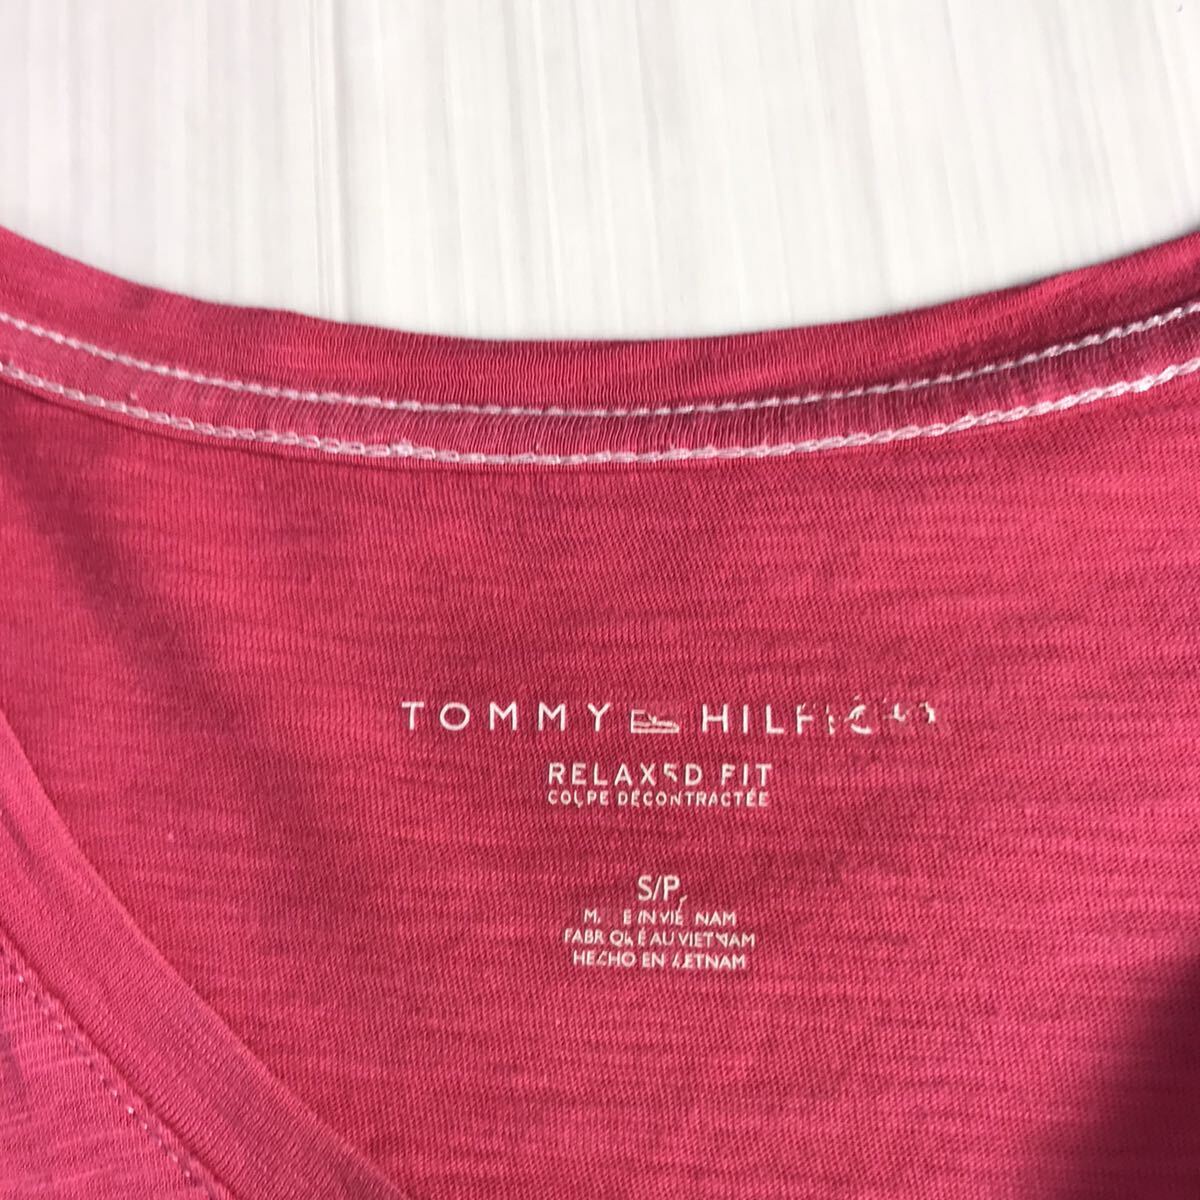 TOMMY HILFIGER
RELAXED FIT
COUPE DÉCONTRACTÉE
S/P
MADE IN VIETNAM
FABRIQUÉ AU VIETNAM
HECHO EN VIETNAM